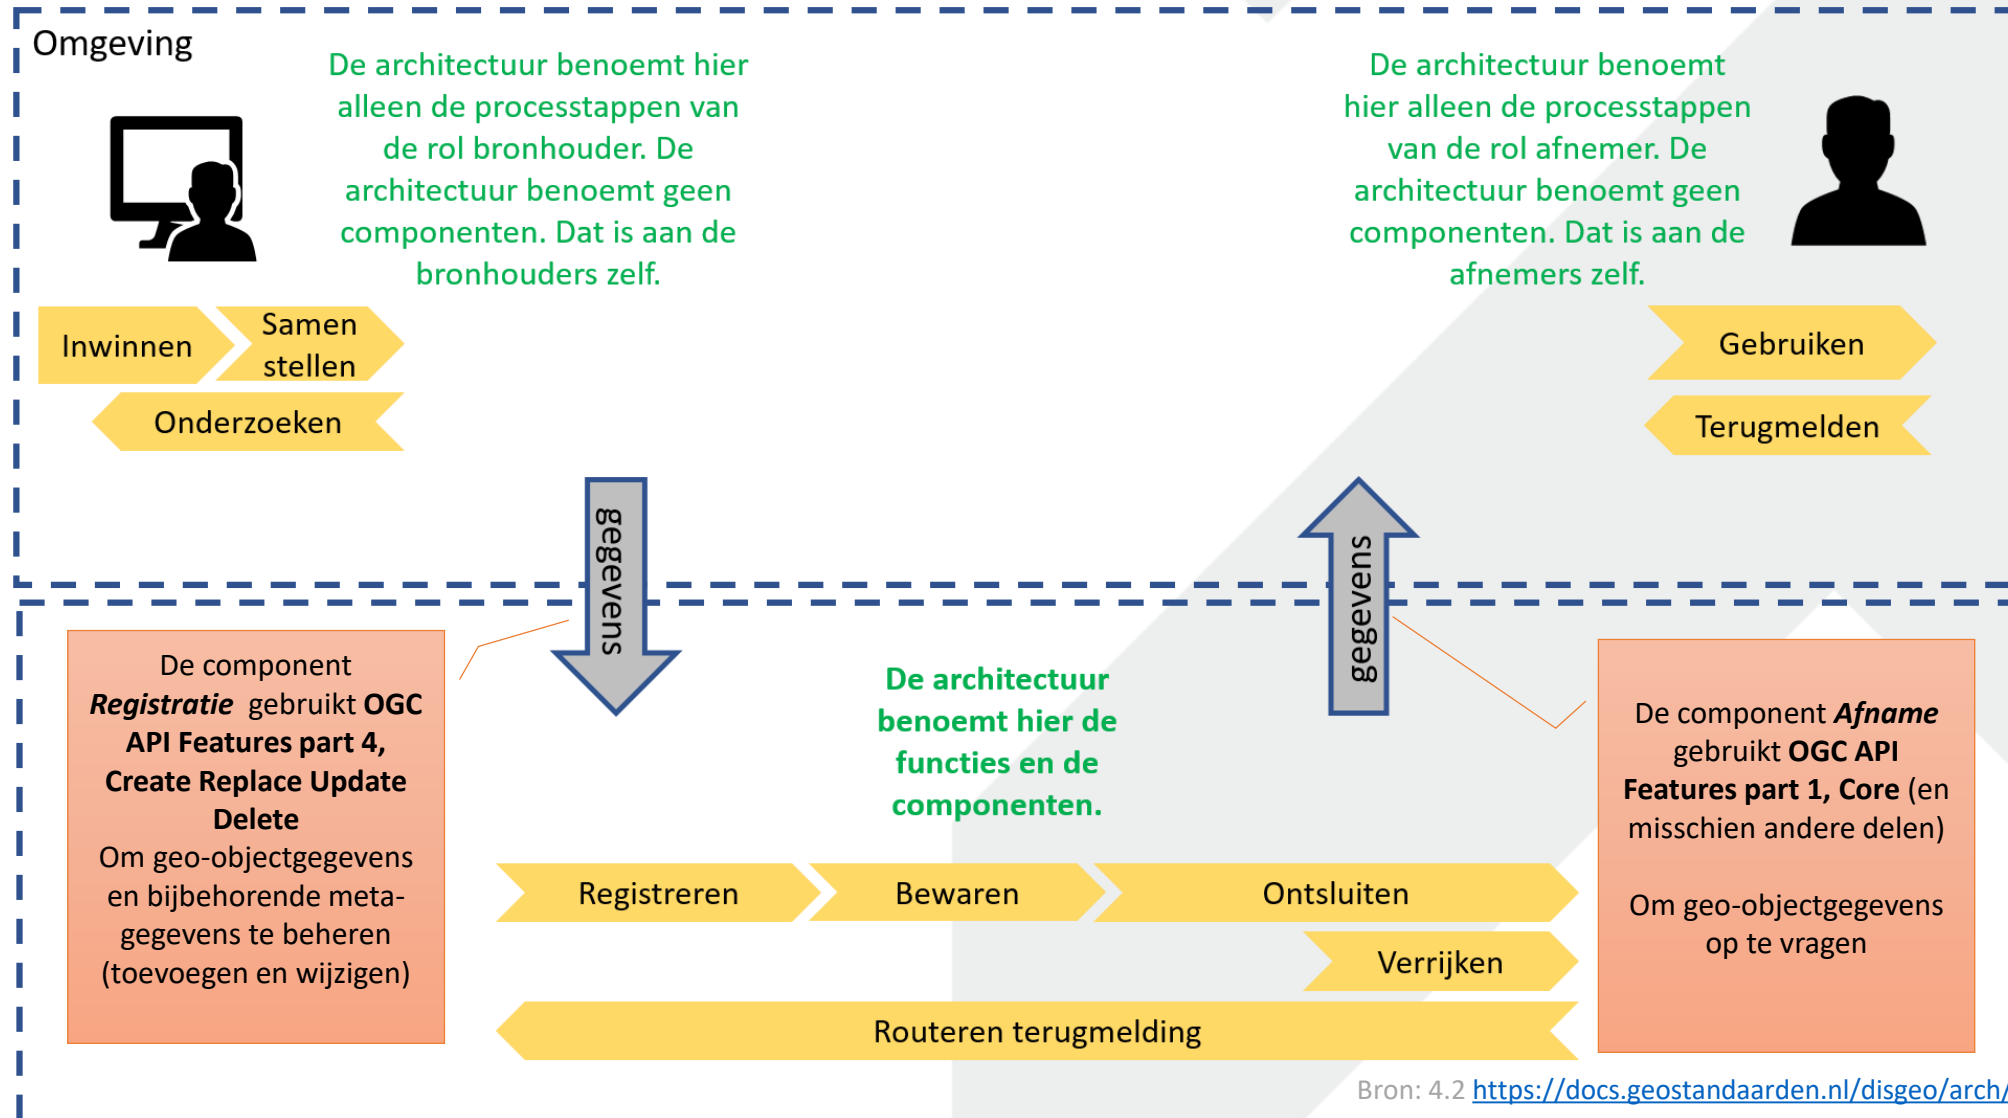 Omgeving
De architectuur benoemt hier
alleen de processtappen van
de rol bronhouder. De
architectuur benoemt geen
componenten. Dat is aan de
bronhouders zelf.
De architectuur benoemt
hier alleen de processtappen
van de rol afnemer. De
architectuur benoemt geen
componenten. Dat is aan de
afnemers zelf.
Inwinnen
Samen
stellen
Onderzoeken
Gebruiken
Terugmelden
gegevens
gegevens
De component
Registratie gebruikt OGC
API Features part 4,
Create Replace Update
Delete
Om geo-objectgegevens
en bijbehorende meta-
gegevens te beheren
(toevoegen en wijzigen)
De architectuur
benoemt hier de
functies en de
componenten.
De component Afname
gebruikt OGC API
Features part 1, Core (en
misschien andere delen)
Om geo-objectgegevens
op te vragen
Registreren
Bewaren
Ontsluiten
Verrijken
Routeren terugmelding
Bron: 4.2 https://docs.geostandaarden.nl/disgeo/arch/